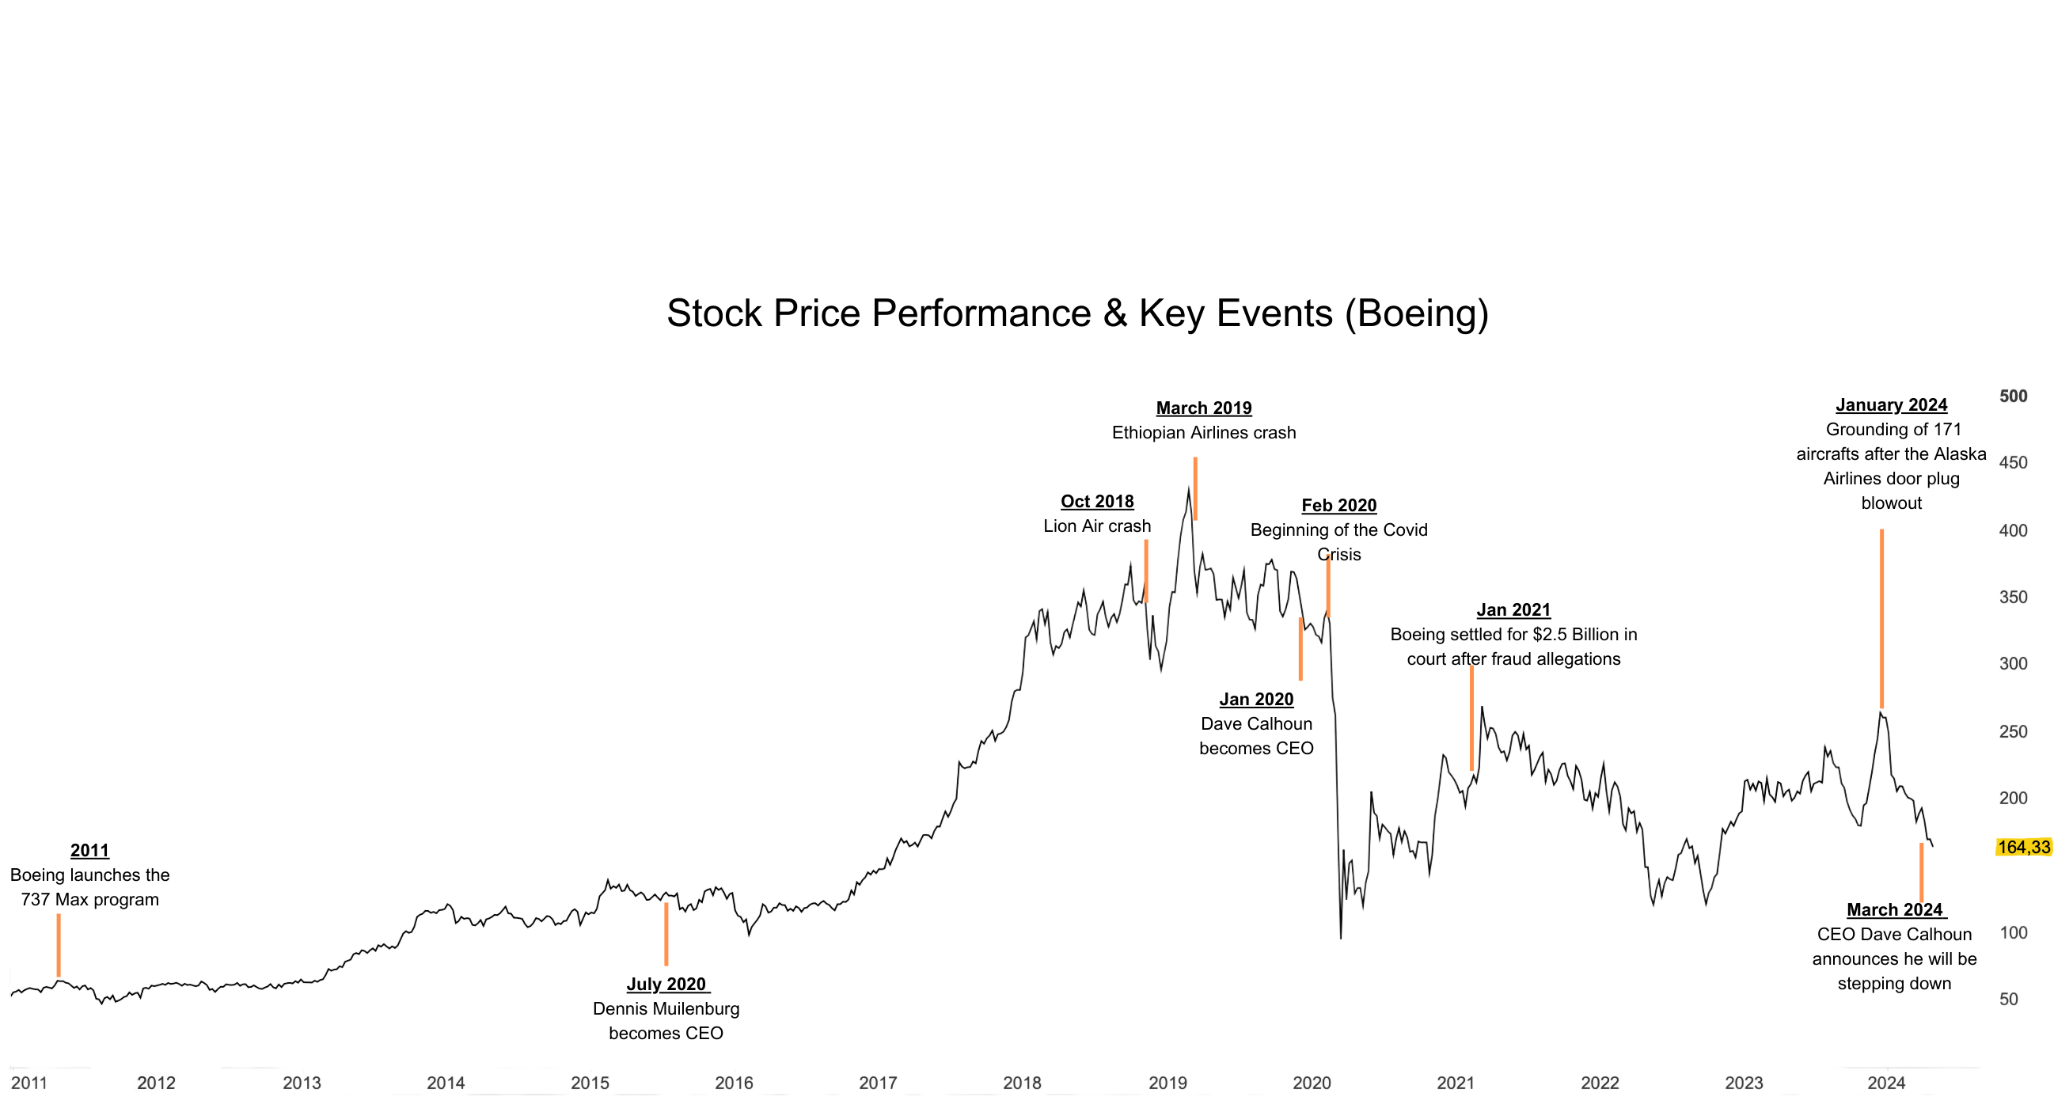 Stock Price Performance & Key Events (Boeing)
2011
Boeing launches the
737 Max program
July 2020
Dennis Muilenburg
becomes CEO
Oct 2018
Lion Air crash
March 2019
Ethiopian Airlines crash
Jan 2020
Dave Calhoun
becomes CEO
Feb 2020
Beginning of the Covid
Crisis
Jan 2021
Boeing settled for $2.5 Billion in
court after fraud allegations
January 2024
Grounding of 171
aircrafts after the Alaska
Airlines door plug
blowout
March 2024
CEO Dave Calhoun
announces he will be
stepping down
500
450
400
350
300
250
200
164,33
100
50
2011 2012 2013 2014 2015 2016 2017 2018 2019 2020 2021 2022 2023 2024